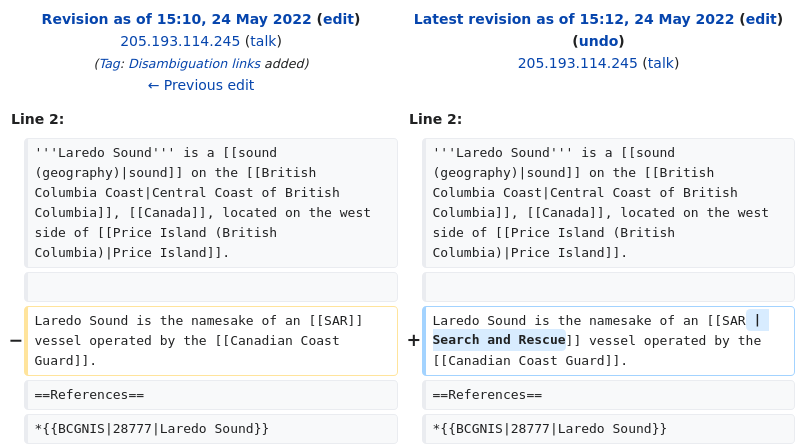 Revision as of 15:10, 24 May 2022 (edit)
205.193.114.245 (talk)
(Tag: Disambiguation links added)
← Previous edit
Latest revision as of 15:12, 24 May 2022 (edit)
(undo)
205.193.114.245 (talk)
Line 2:
'''Laredo Sound''' is a [[sound
(geography)|sound]] on the [[British
Columbia Coast|Central Coast of British
Columbia]], [[Canada]], located on the west
side of [[Price Island (British
Columbia)|Price Island]].
− Laredo Sound is the namesake of an [[SAR]]
vessel operated by the [[Canadian Coast
Guard]].
==References==
*{{BCGNIS|28777|Laredo Sound}}
Line 2:
'''Laredo Sound''' is a [[sound
(geography)|sound]] on the [[British
Columbia Coast|Central Coast of British
Columbia]], [[Canada]], located on the west
side of [[Price Island (British
Columbia)|Price Island]].
+ Laredo Sound is the namesake of an [[SAR |
Search and Rescue]] vessel operated by the
[[Canadian Coast Guard]].
==References==
*{{BCGNIS|28777|Laredo Sound}}